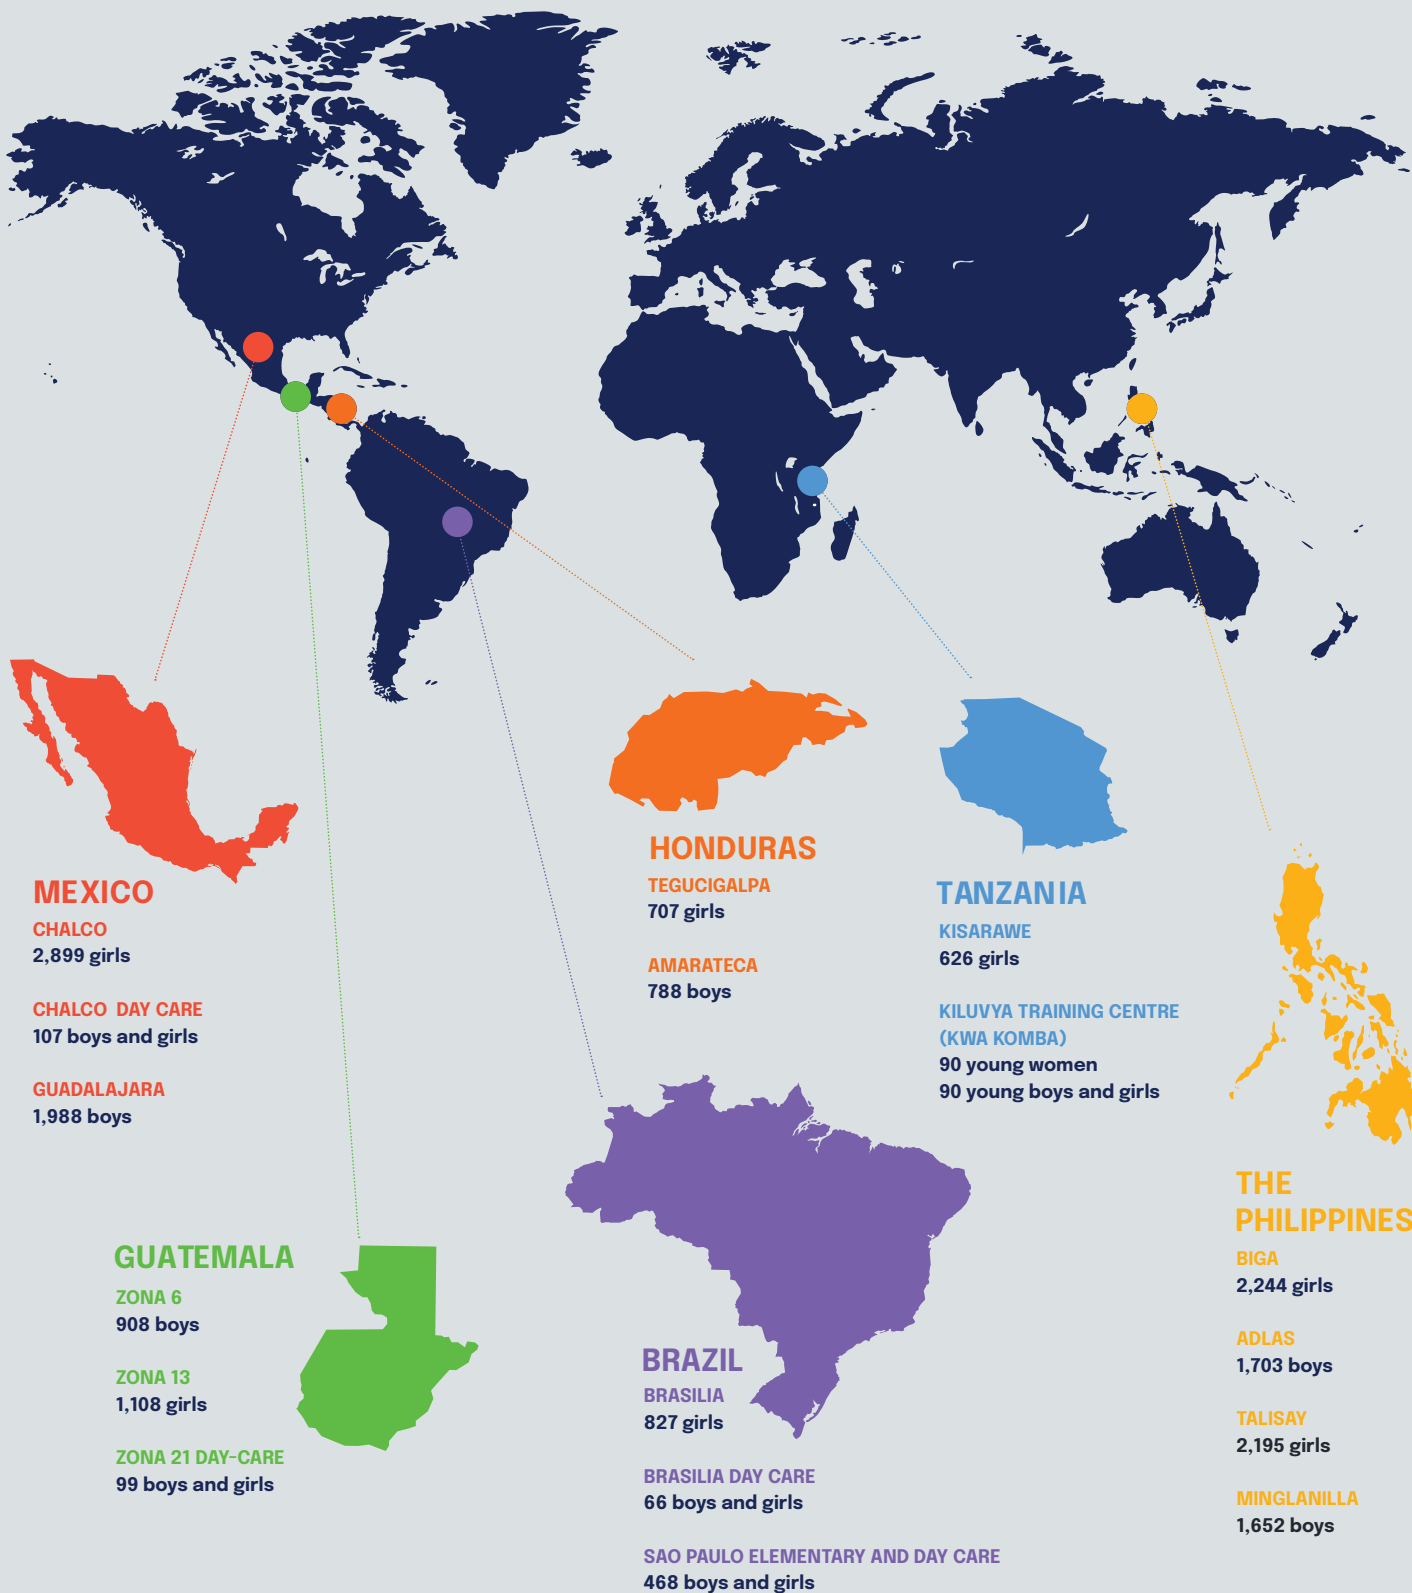 MEXICO
CHALCO
2,899 girls
CHALCO DAY CARE
107 boys and girls
GUADALAJARA
1,988 boys
GUATEMALA
ZONA 6
908 boys
ZONA 13
1,108 girls
ZONA 21 DAY-CARE
99 boys and girls
HONDURAS
TEGUCIGALPA
707 girls
AMARATECA
788 boys
BRAZIL
BRASILIA
827 girls
BRASILIA DAY CARE
66 boys and girls
SAO PAULO ELEMENTARY AND DAY CARE
468 boys and girls
TANZANIA
KISARAWE
626 girls
KILUVYA TRAINING CENTRE
(KWA KOMBA)
90 young women
90 young boys and girls
THE
PHILIPPINES
BIGA
2,244 girls
ADLAS
1,703 boys
TALISAY
2,195 girls
MINGLANILLA
1,652 boys